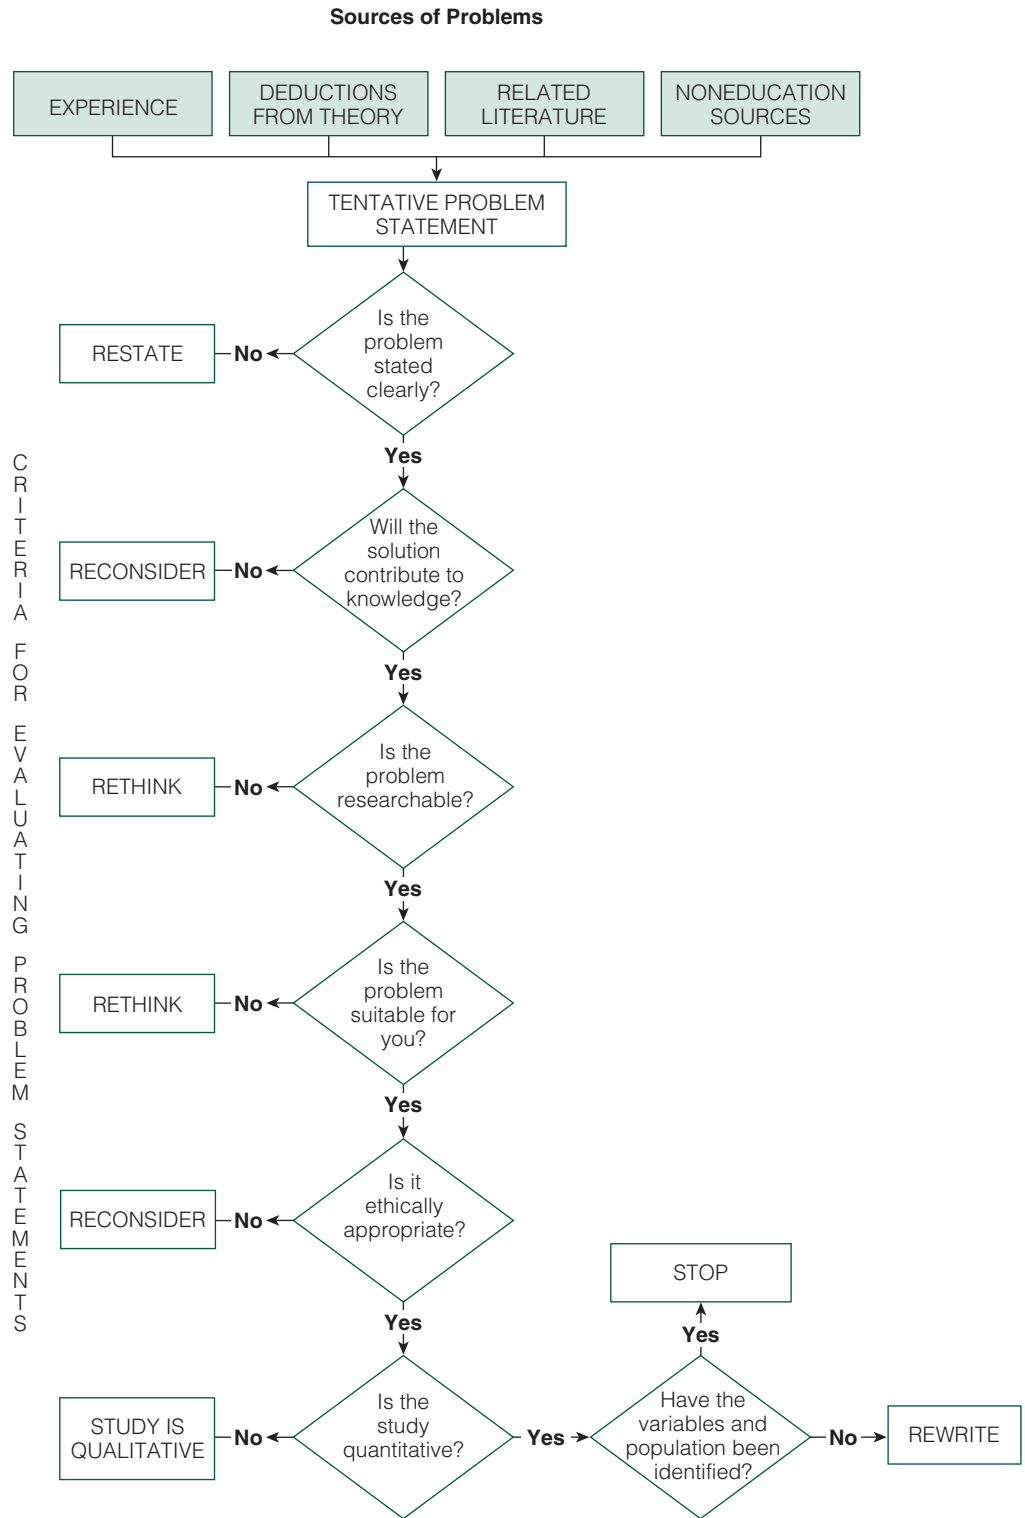 Sources of Problems
EXPERIENCE
DEDUCTIONS
FROM THEORY
RELATED
LITERATURE
NONEDUCATION
SOURCES
TENTATIVE PROBLEM
STATEMENT
Is the
problem
stated
clearly?
No
RESTATE
Yes
Will the
solution
contribute to
knowledge?
No
RECONSIDER
Yes
Is the
problem
researchable?
No
RETHINK
Yes
Is the
problem
suitable for
you?
No
RETHINK
Yes
Is it
ethically
appropriate?
No
RECONSIDER
Yes
Is the
study
quantitative?
No
STUDY IS
QUALITATIVE
Yes
Have the
variables and
population been
identified?
Yes
STOP
No
REWRITE
CRITERIA FOR EVALUATING PROBLEM STATEMENTS